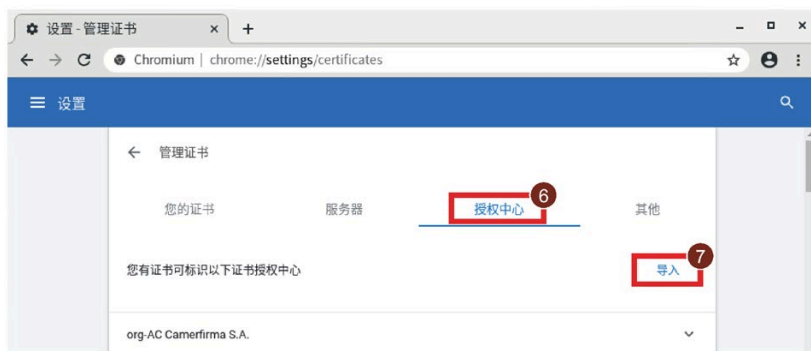 设置 - 管理证书
Chromium | chrome://settings/certificates
设置
管理证书
您的证书 服务器 授权中心 其他
6
您有证书可标识以下证书授权中心 导入
7
org-AC Camerfirma S.A.